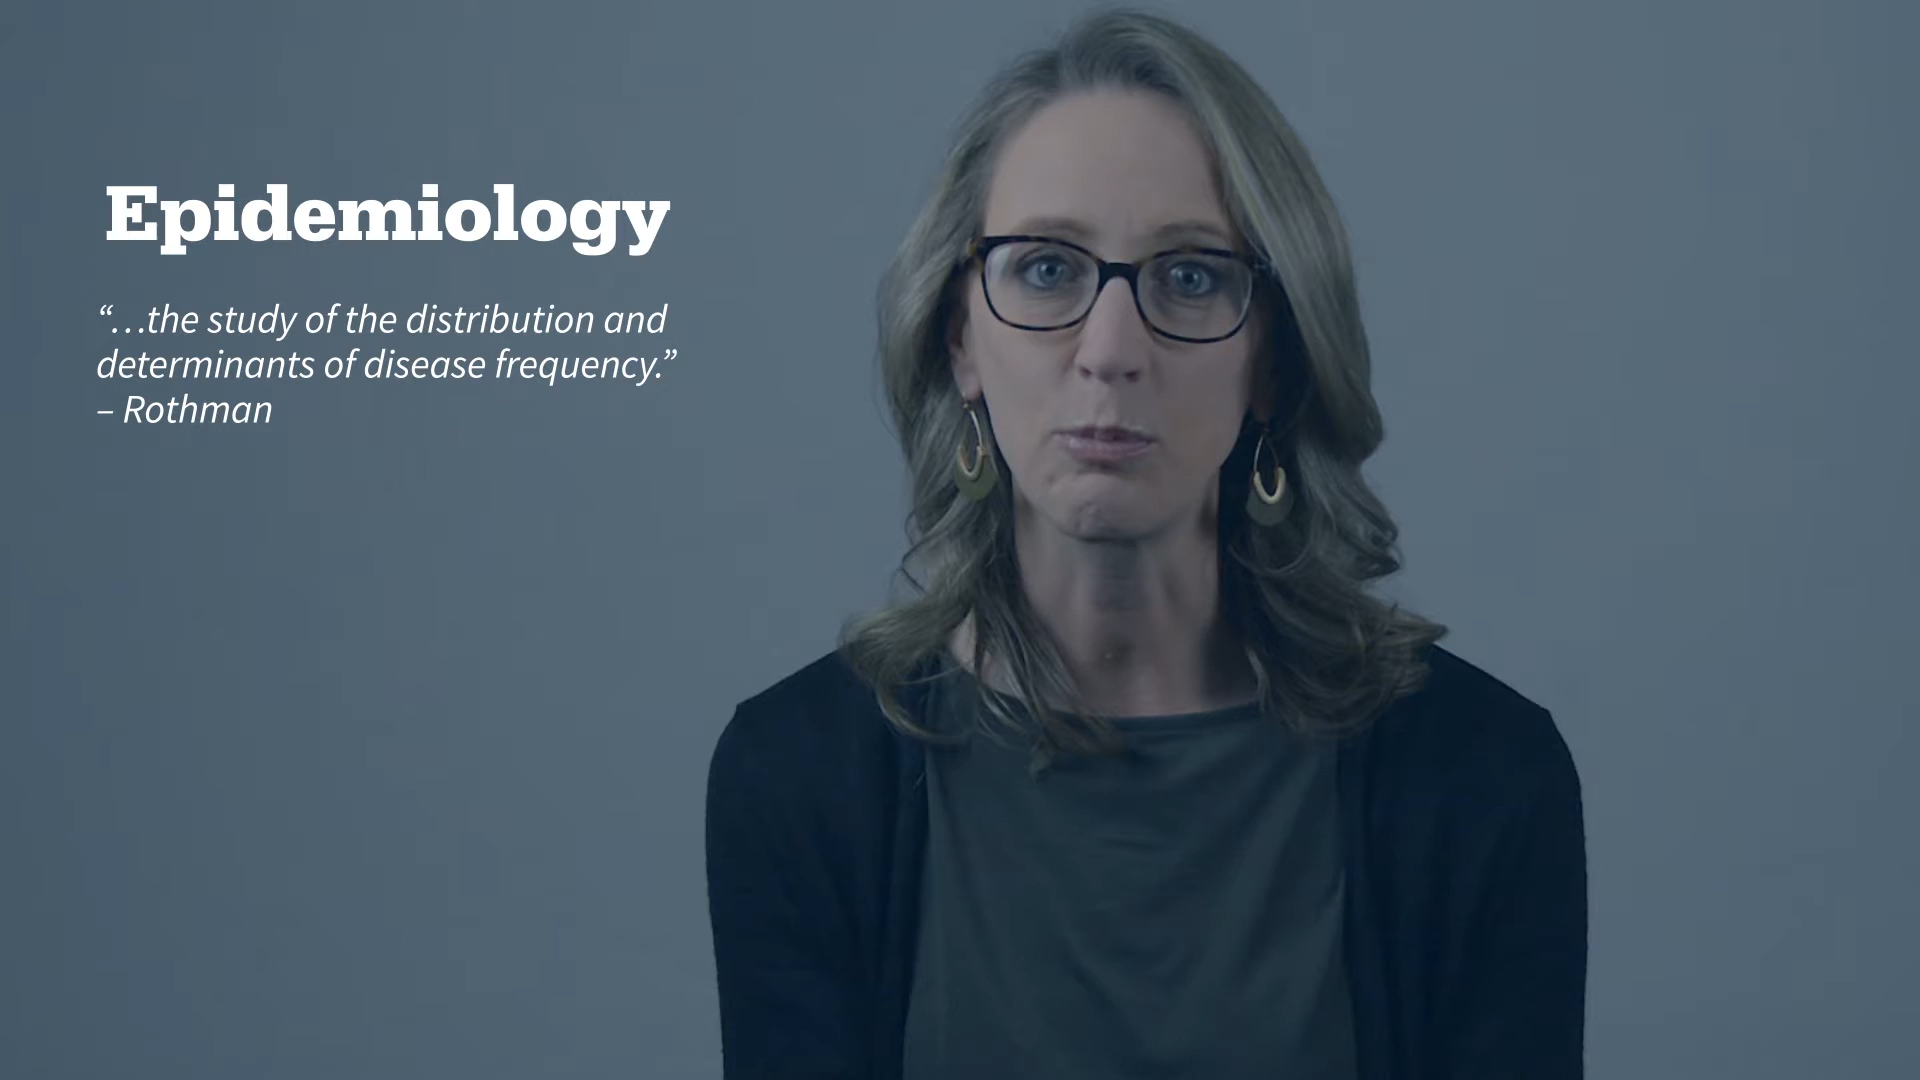 Epidemiology
“…the study of the distribution and
determinants of disease frequency.”
– Rothman